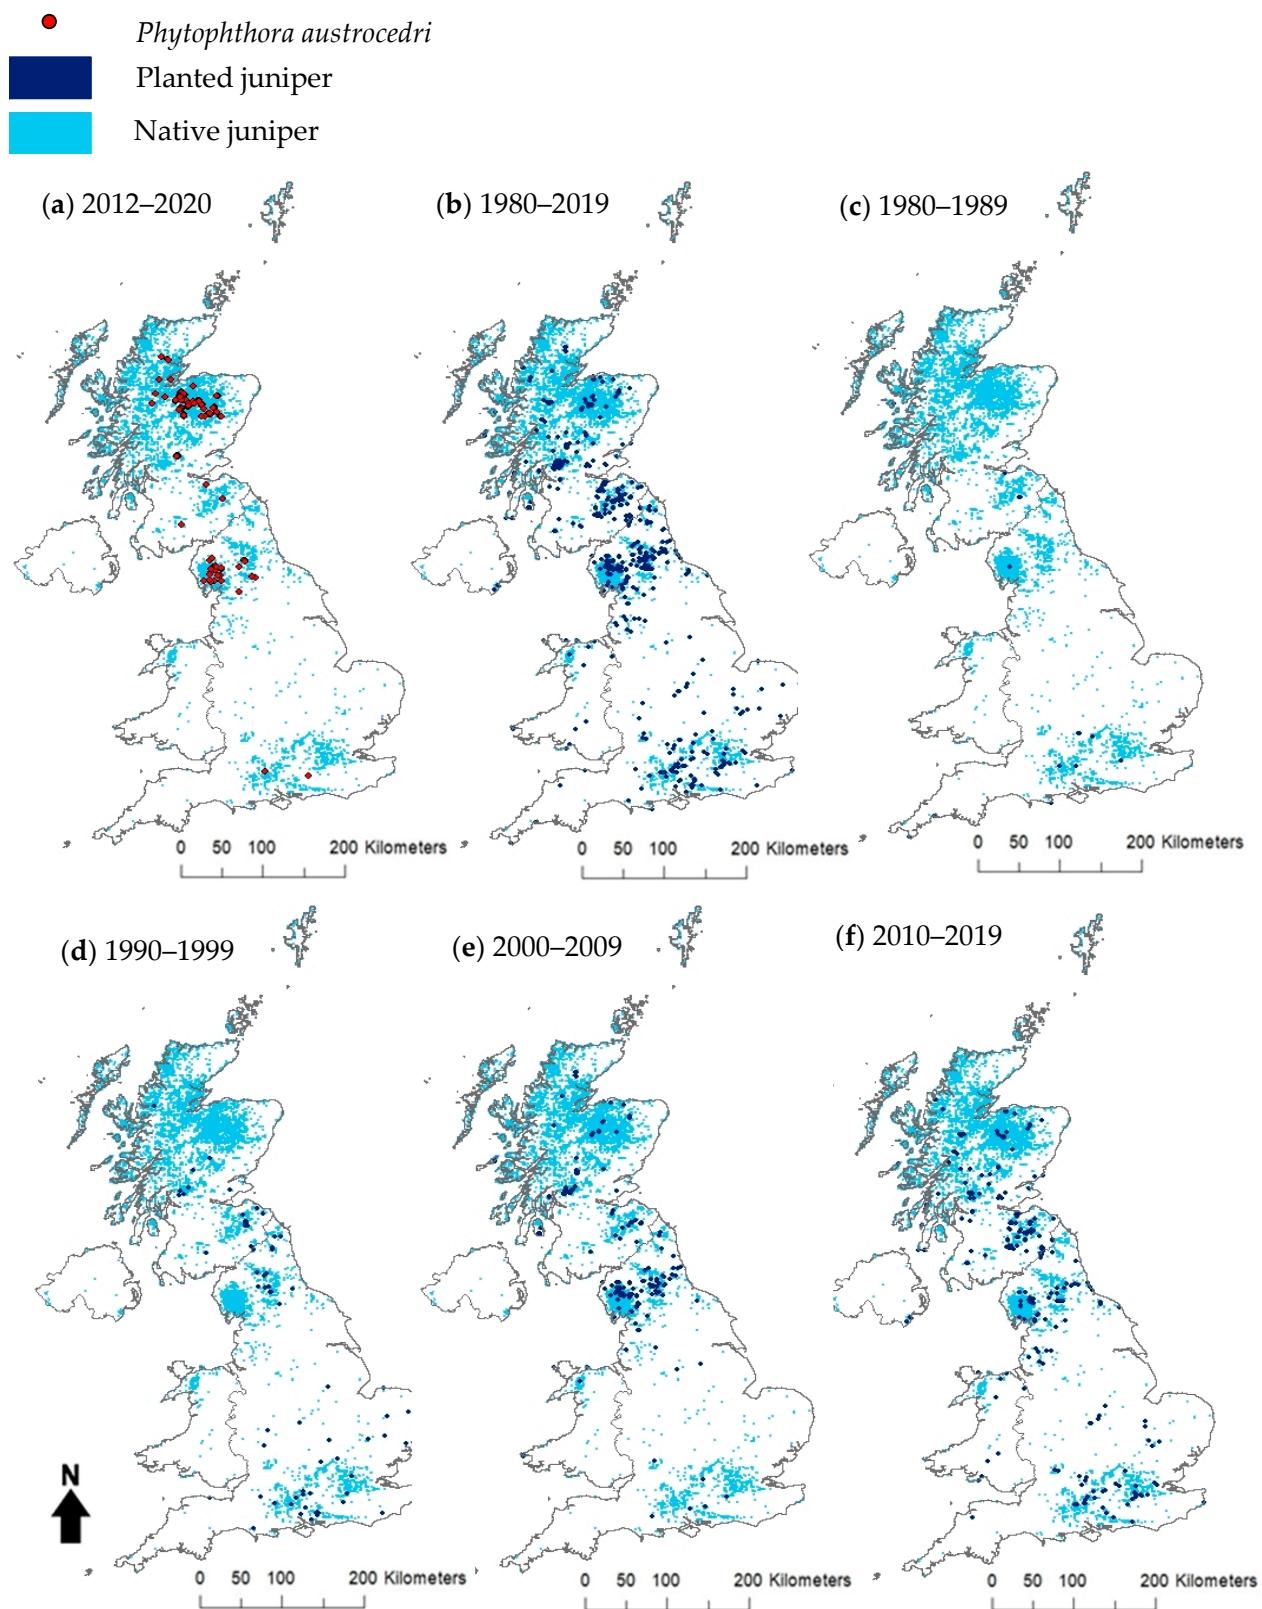 Phytophthora austrocedri
Planted juniper
Native juniper
(a) 2012–2020
(b) 1980–2019
(c) 1980–1989
0 50 100 200 Kilometers
0 50 100 200 Kilometers
0 50 100 200 Kilometers
(d) 1990–1999
(e) 2000–2009
(f) 2010–2019
N
0 50 100 200 Kilometers
0 50 100 200 Kilometers
0 50 100 200 Kilometers